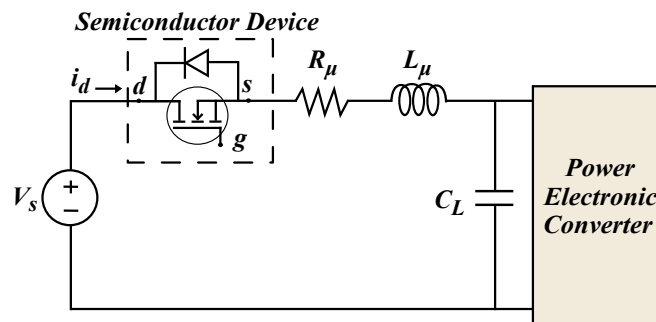 Semiconductor Device
i_d
d
s
g
R_μ
L_μ
V_s
+
−
C_L
Power
Electronic
Converter